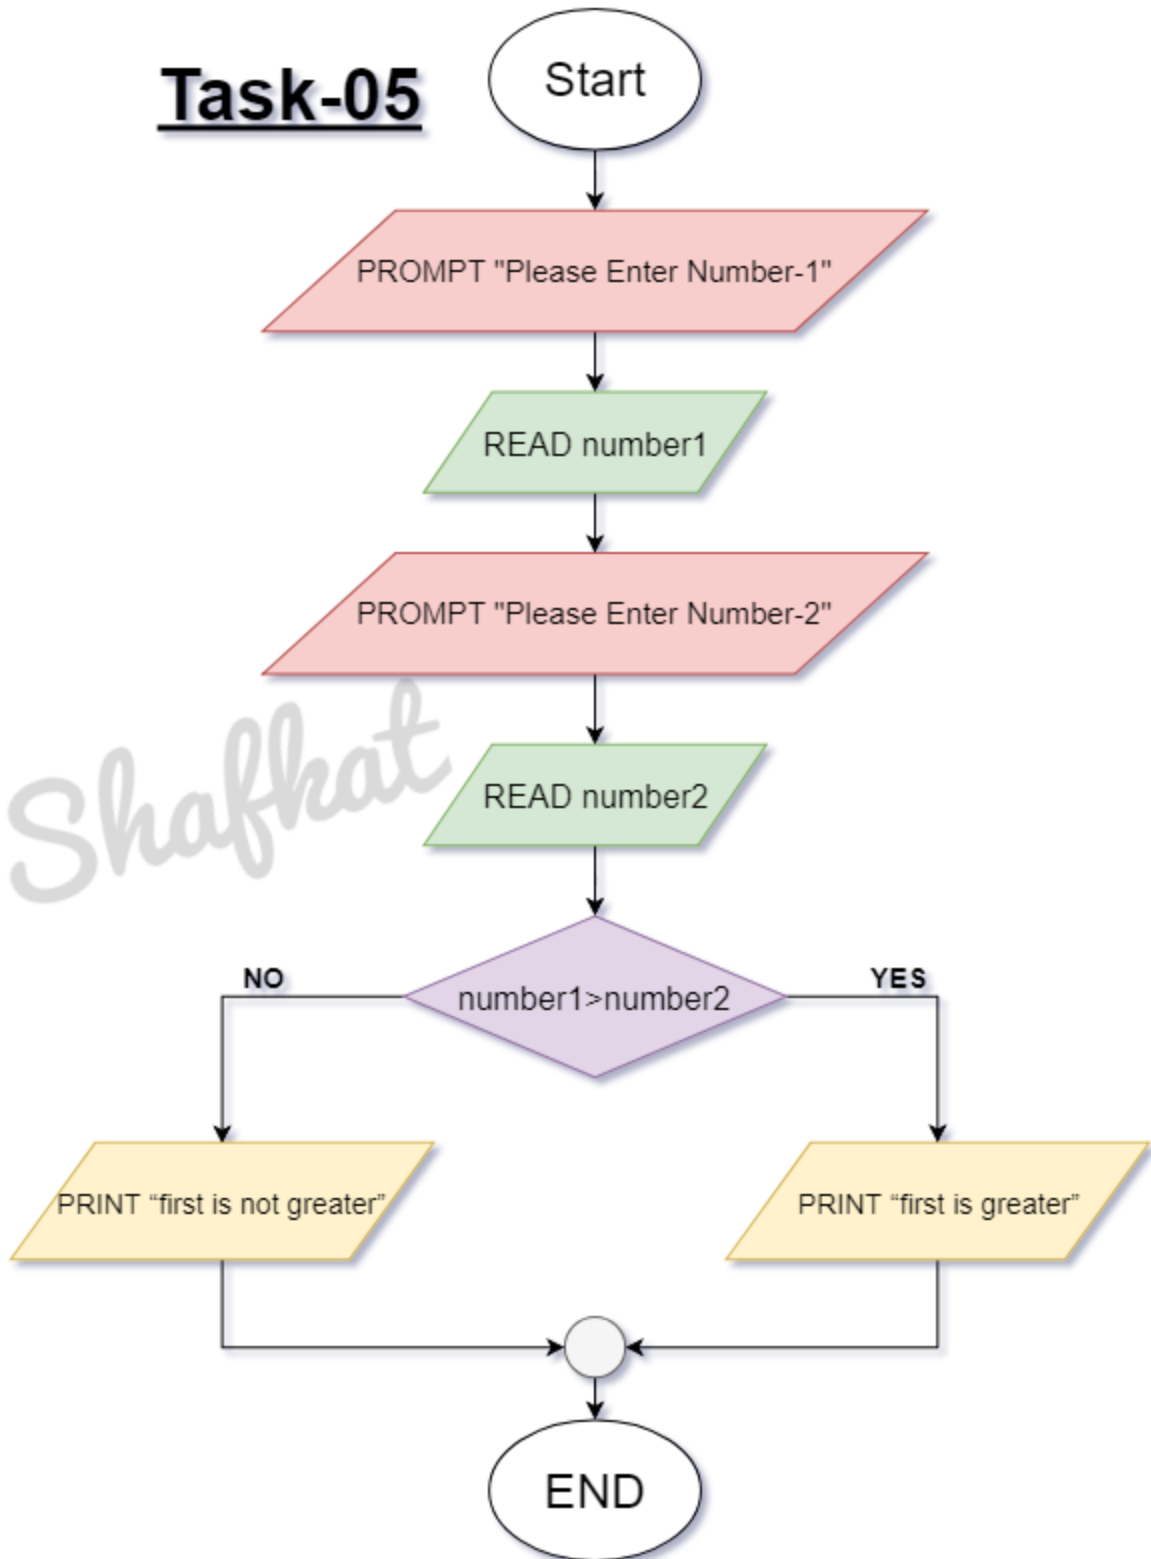 Task-05
Start
PROMPT "Please Enter Number-1"
READ number1
PROMPT "Please Enter Number-2"
Shafkat
READ number2
number1>number2
NO
YES
PRINT “first is not greater”
PRINT “first is greater”
END